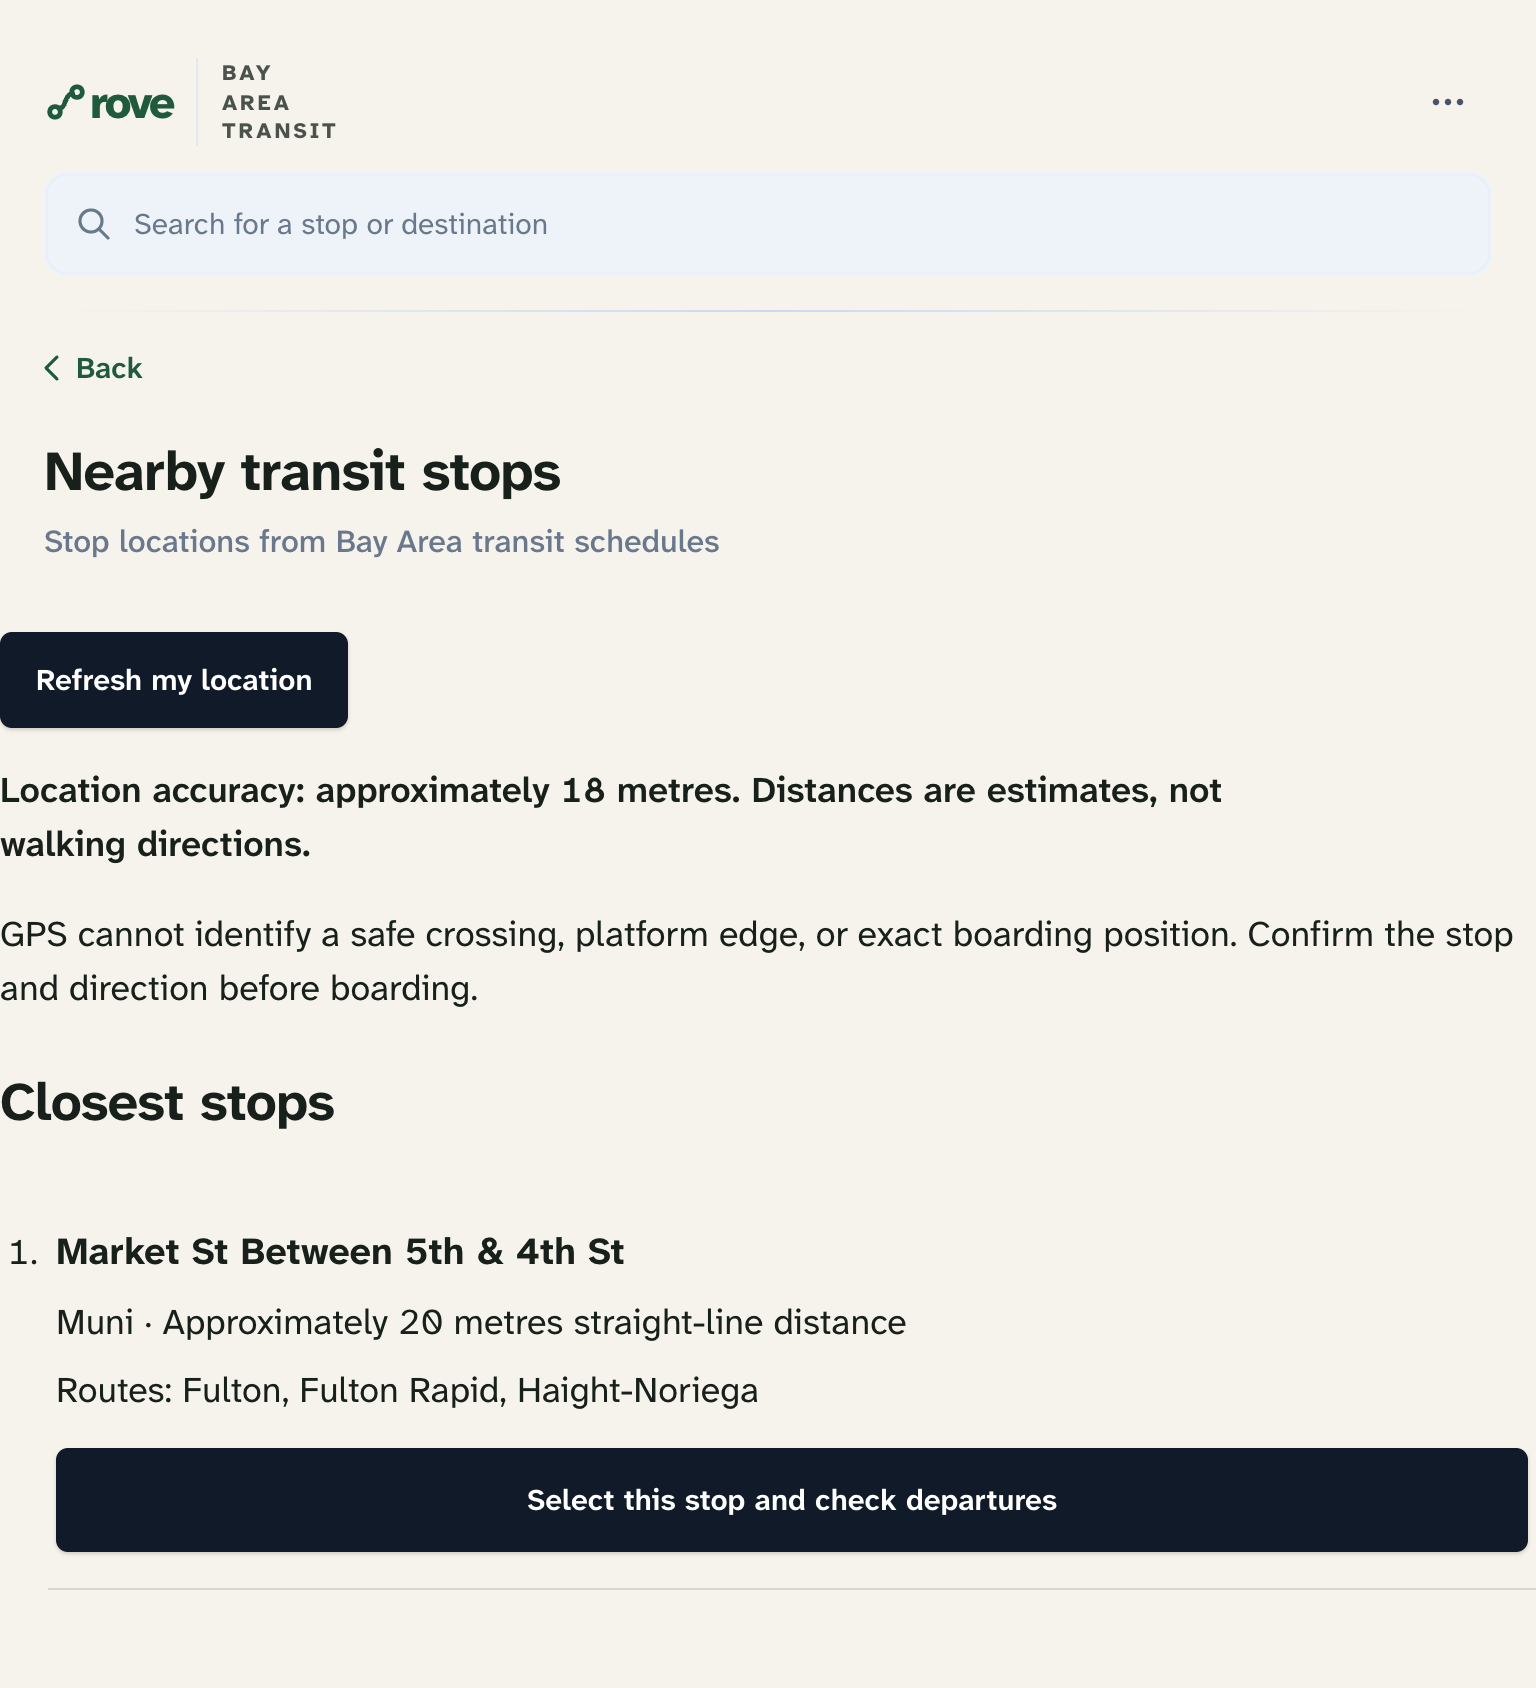 rove
BAY
AREA
TRANSIT
Search for a stop or destination
Back
Nearby transit stops
Stop locations from Bay Area transit schedules
Refresh my location
Location accuracy: approximately 18 metres. Distances are estimates, not
walking directions.
GPS cannot identify a safe crossing, platform edge, or exact boarding position. Confirm the stop
and direction before boarding.
Closest stops
1. Market St Between 5th & 4th St
Muni · Approximately 20 metres straight-line distance
Routes: Fulton, Fulton Rapid, Haight-Noriega
Select this stop and check departures